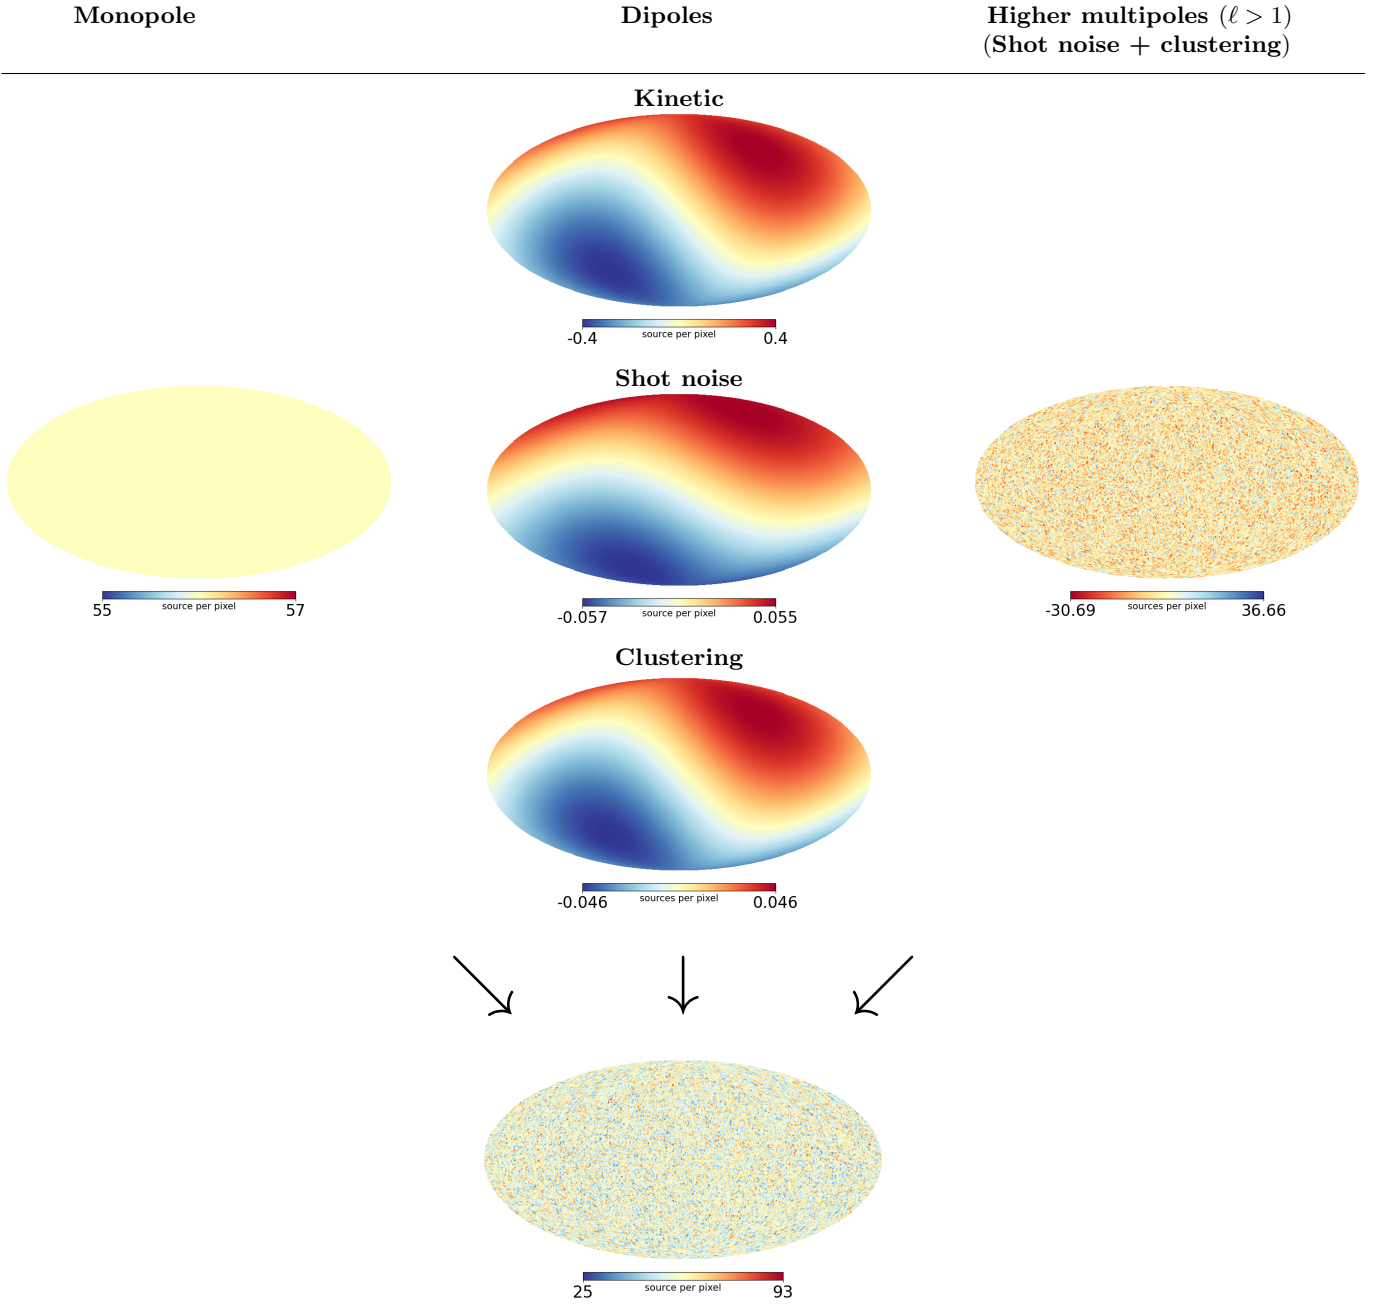 Monopole
Dipoles
Higher multipoles (ℓ > 1)
(Shot noise + clustering)
Kinetic
-0.4 source per pixel 0.4
Shot noise
55 source per pixel 57
-0.057 source per pixel 0.055
-30.69 sources per pixel 36.66
Clustering
-0.046 sources per pixel 0.046
25 source per pixel 93